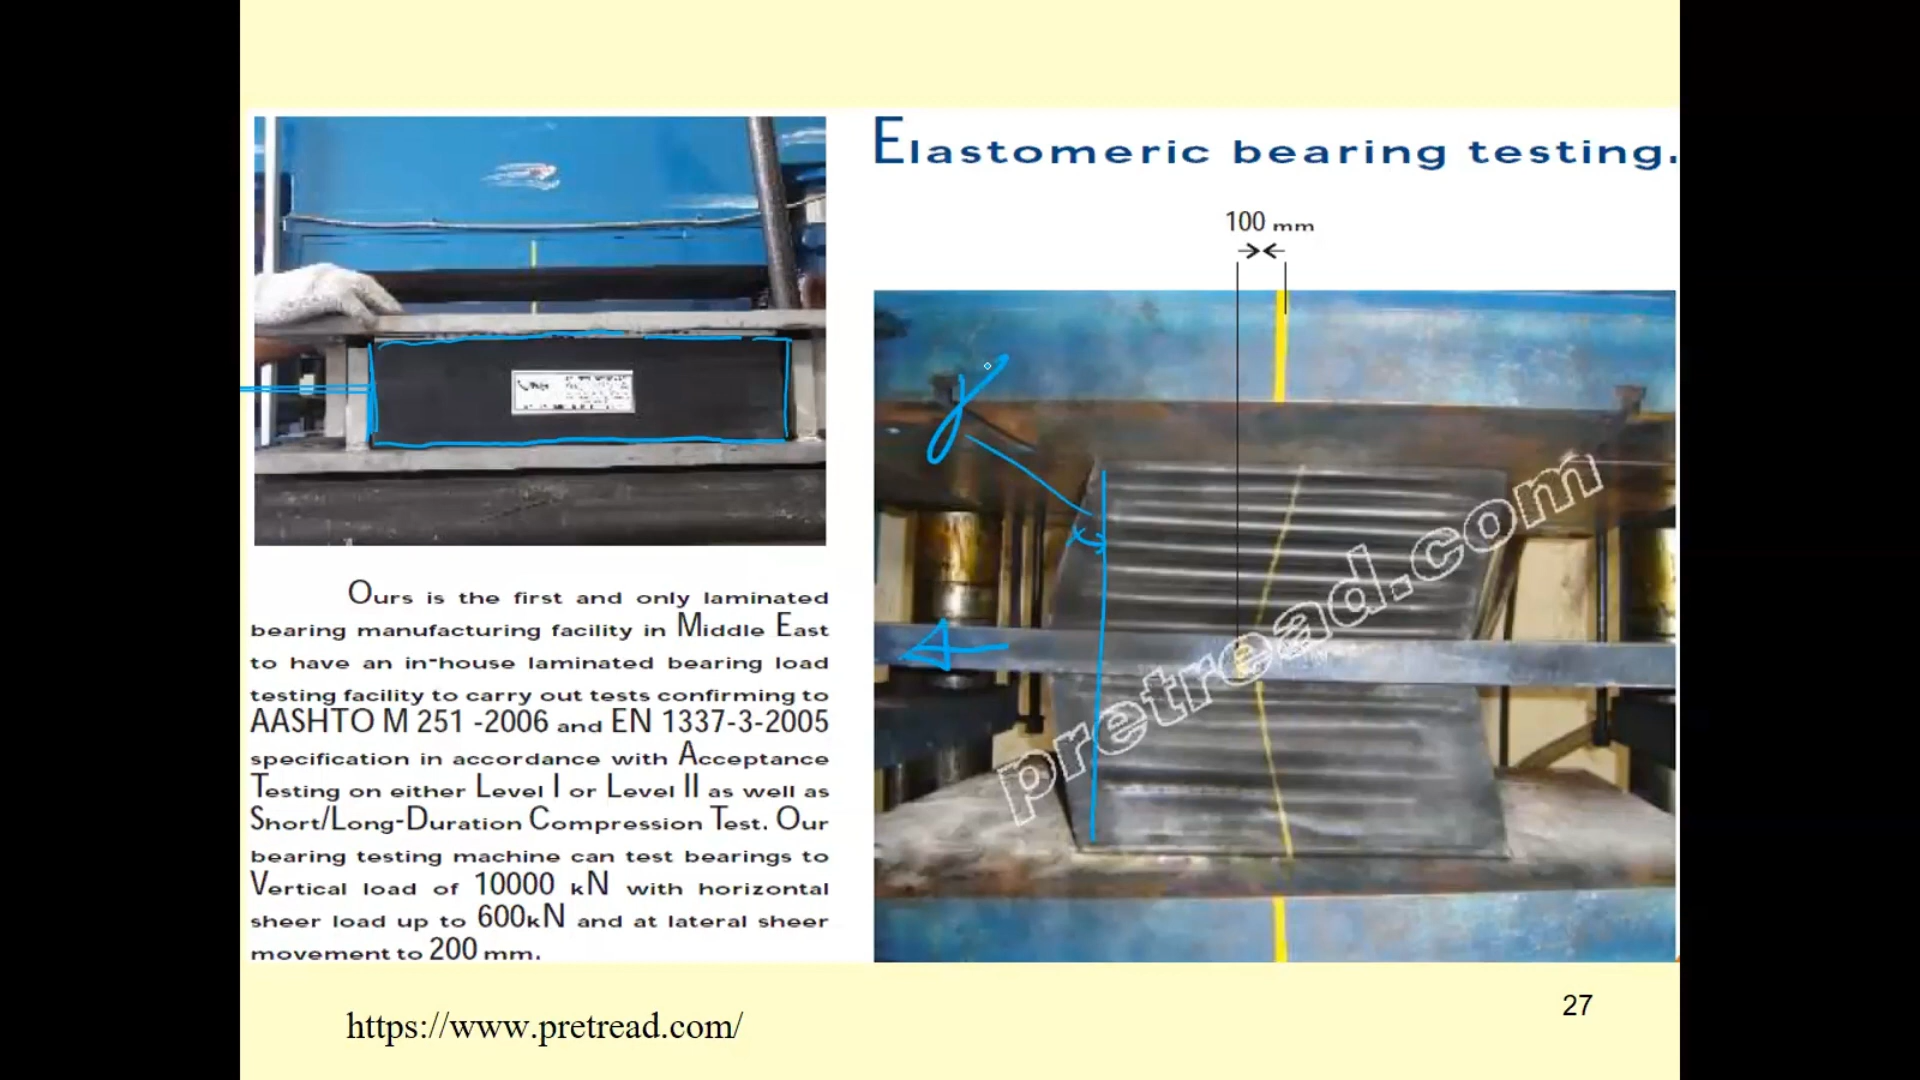 Elastomeric bearing testing.
100 mm
Ours is the first and only laminated
bearing manufacturing facility in Middle East
to have an in-house laminated bearing load
testing facility to carry out tests confirming to
AASHTO M 251 -2006 and EN 1337-3-2005
specification in accordance with Acceptance
Testing on either Level I or Level II as well as
Short/Long-Duration Compression Test. Our
bearing testing machine can test bearings to
Vertical load of 10000 kN with horizontal
sheer load up to 600kN and at lateral sheer
movement to 200 mm.
γ
pretread.com
https://www.pretread.com/
27